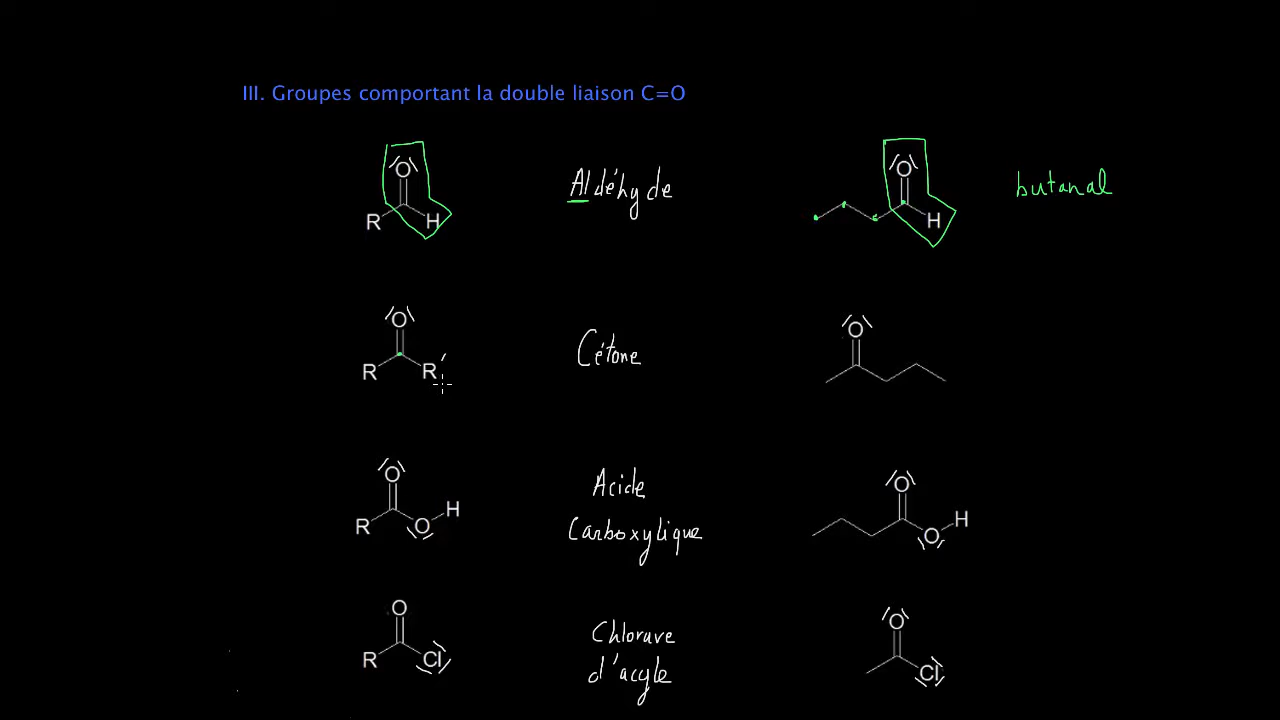 III. Groupes comportant la double liaison C=O
O
R H
Aldéhyde
O
H
butanal
O
R R'
Cétone
O
O
R O H
Acide
Carboxylique
O
O H
O
R Cl
Chlorure
d'acyle
O
Cl